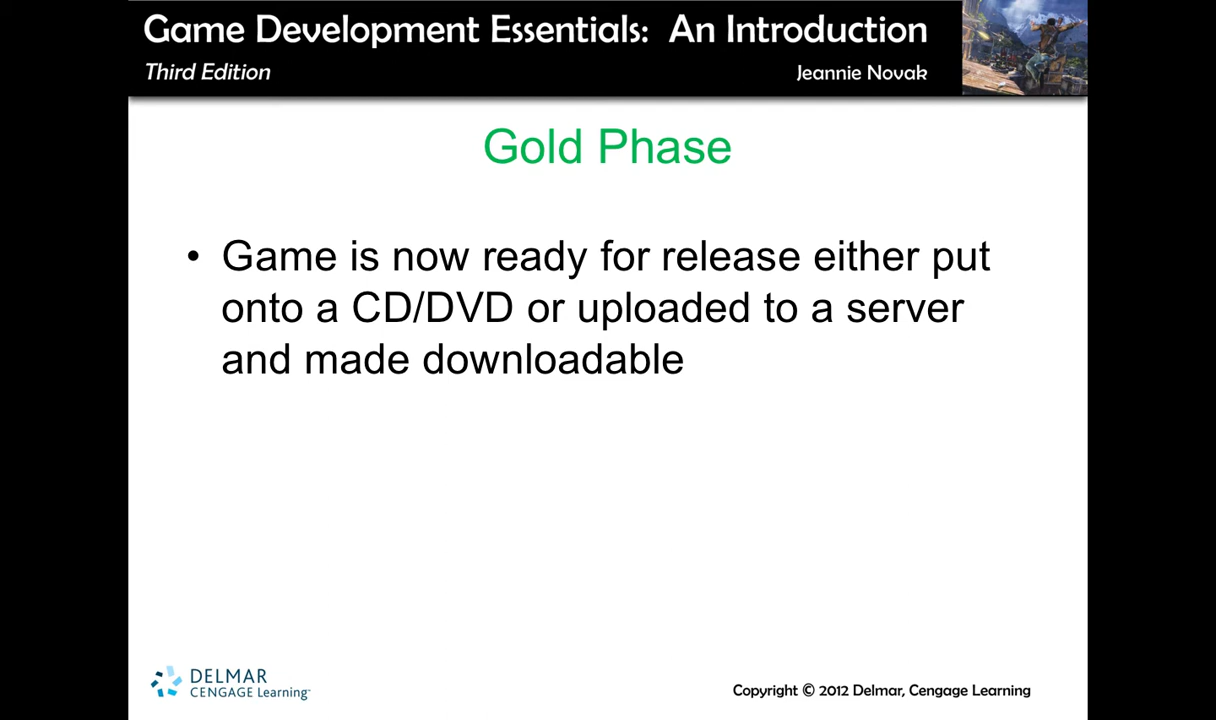 Game Development Essentials: An Introduction
Third Edition
Jeannie Novak
Gold Phase
• Game is now ready for release either put
onto a CD/DVD or uploaded to a server
and made downloadable
DELMAR
CENGAGE Learning™
Copyright © 2012 Delmar, Cengage Learning